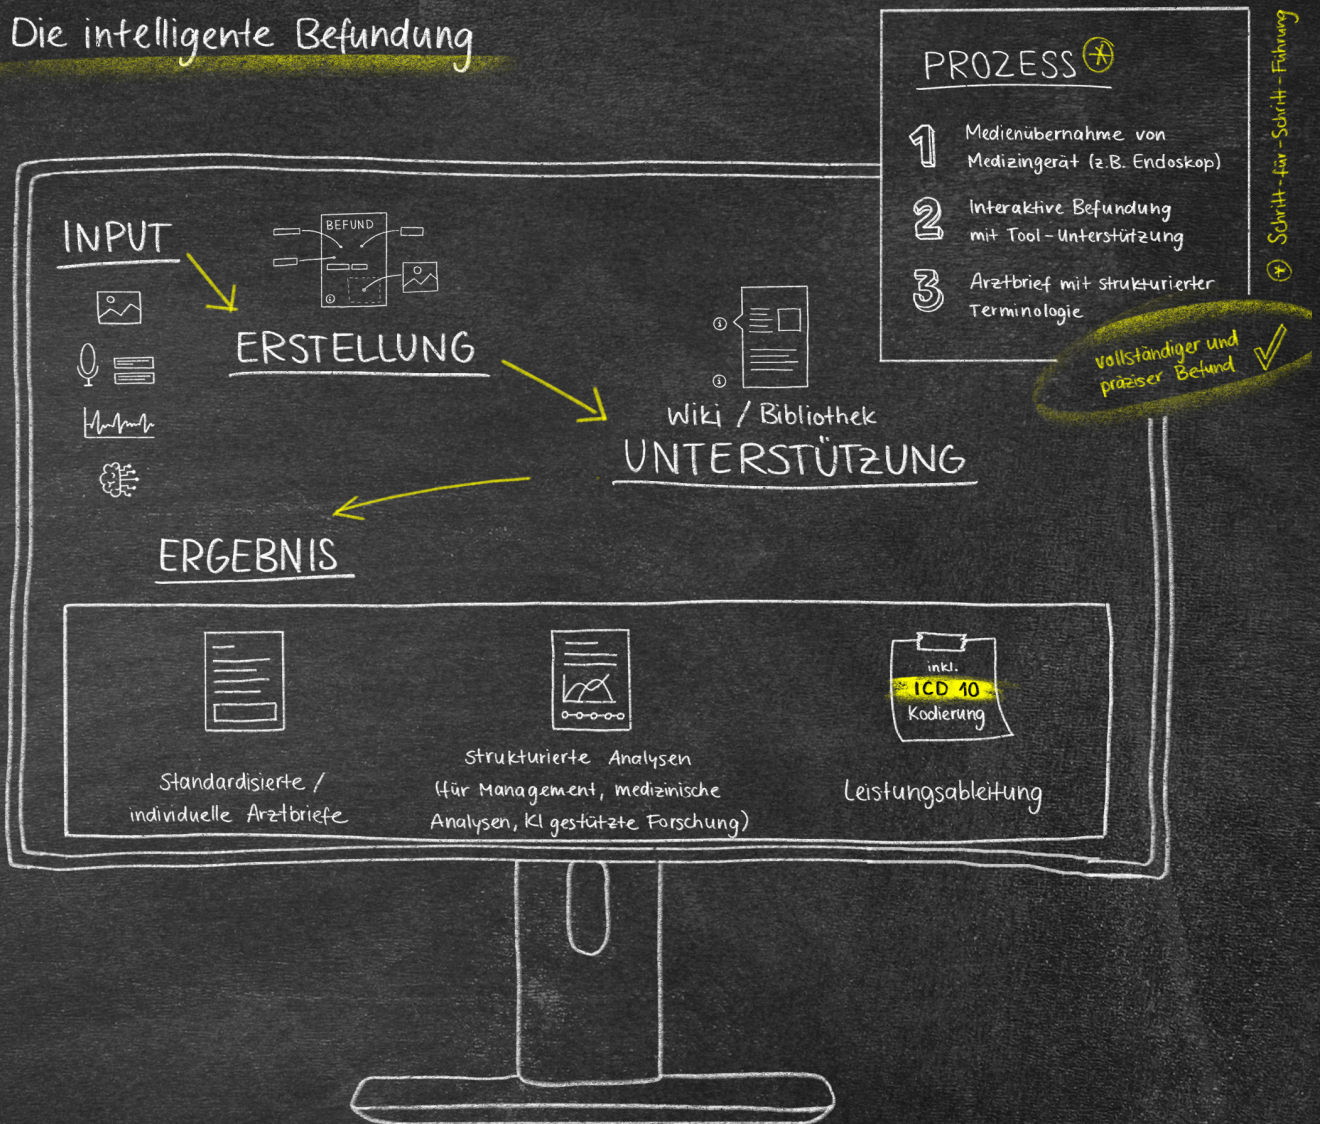 Die intelligente Befundung
PROZESS
1 Medienübernahme von
Medizingerät (z.B. Endoskop)
2 Interaktive Befundung
mit Tool-Unterstützung
3 Arztbrief mit strukturierter
Terminologie
* Schritt-für-Schritt-Führung
vollständiger und
präziser Befund
INPUT
BEFUND
ERSTELLUNG
Wiki / Bibliothek
UNTERSTÜTZUNG
ERGEBNIS
Standardisierte /
individuelle Arztbriefe
Strukturierte Analysen
(für Management, medizinische
Analysen, KI gestützte Forschung)
inkl.
ICD 10
Kodierung
Leistungsableitung